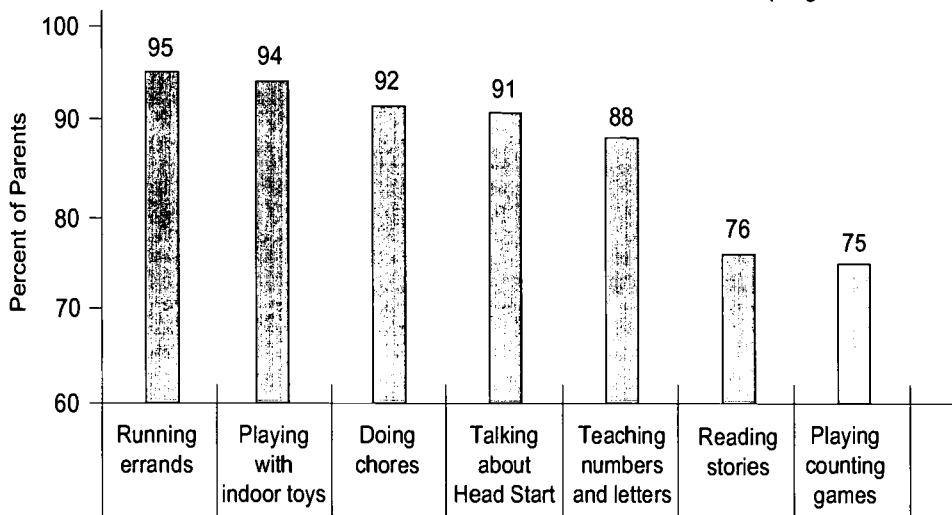 100
95
94
92
91
90
88
80
76
75
70
60
Percent of Parents
Running
errands
Playing
with
indoor toys
Doing
chores
Talking
about
Head Start
Teaching
numbers
and letters
Reading
stories
Playing
counting
games